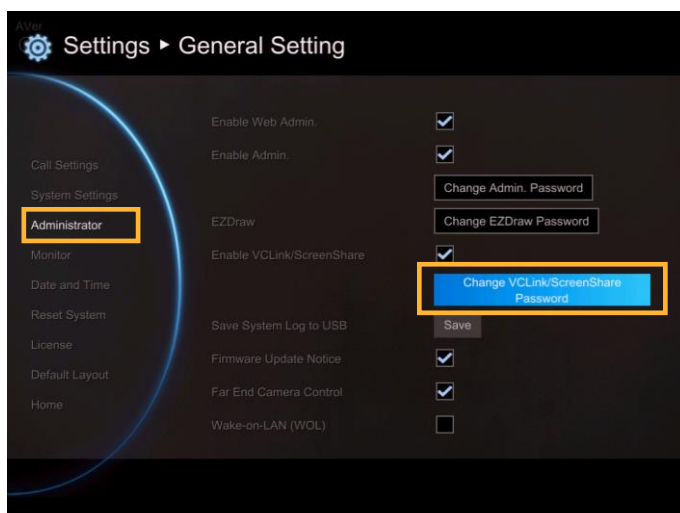 AVer
Settings ▸ General Setting
Enable Web Admin.
Enable Admin.
Call Settings
Change Admin. Password
System Settings
Administrator
EZDraw
Change EZDraw Password
Monitor
Enable VCLink/ScreenShare
Date and Time
Change VCLink/ScreenShare
Password
Reset System
Save System Log to USB
Save
License
Firmware Update Notice
Default Layout
Far End Camera Control
Home
Wake-on-LAN (WOL)